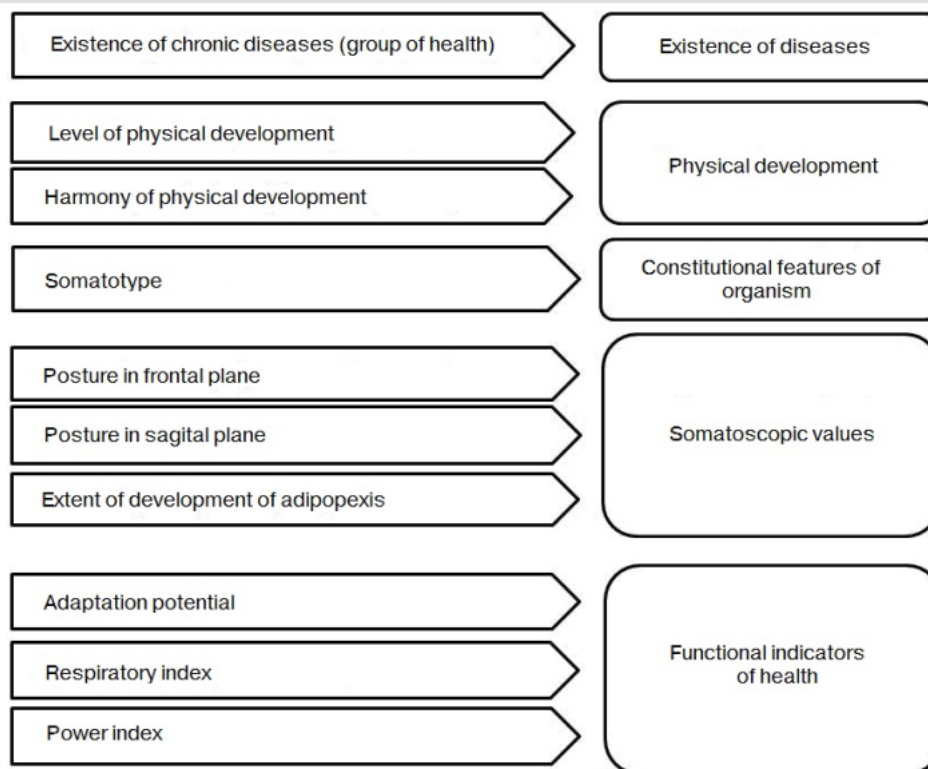 Existence of chronic diseases (group of health)
Existence of diseases
Level of physical development
Harmony of physical development
Physical development
Somatotype
Constitutional features of
organism
Posture in frontal plane
Posture in sagital plane
Extent of development of adipopexis
Somatoscopic values
Adaptation potential
Respiratory index
Power index
Functional indicators
of health